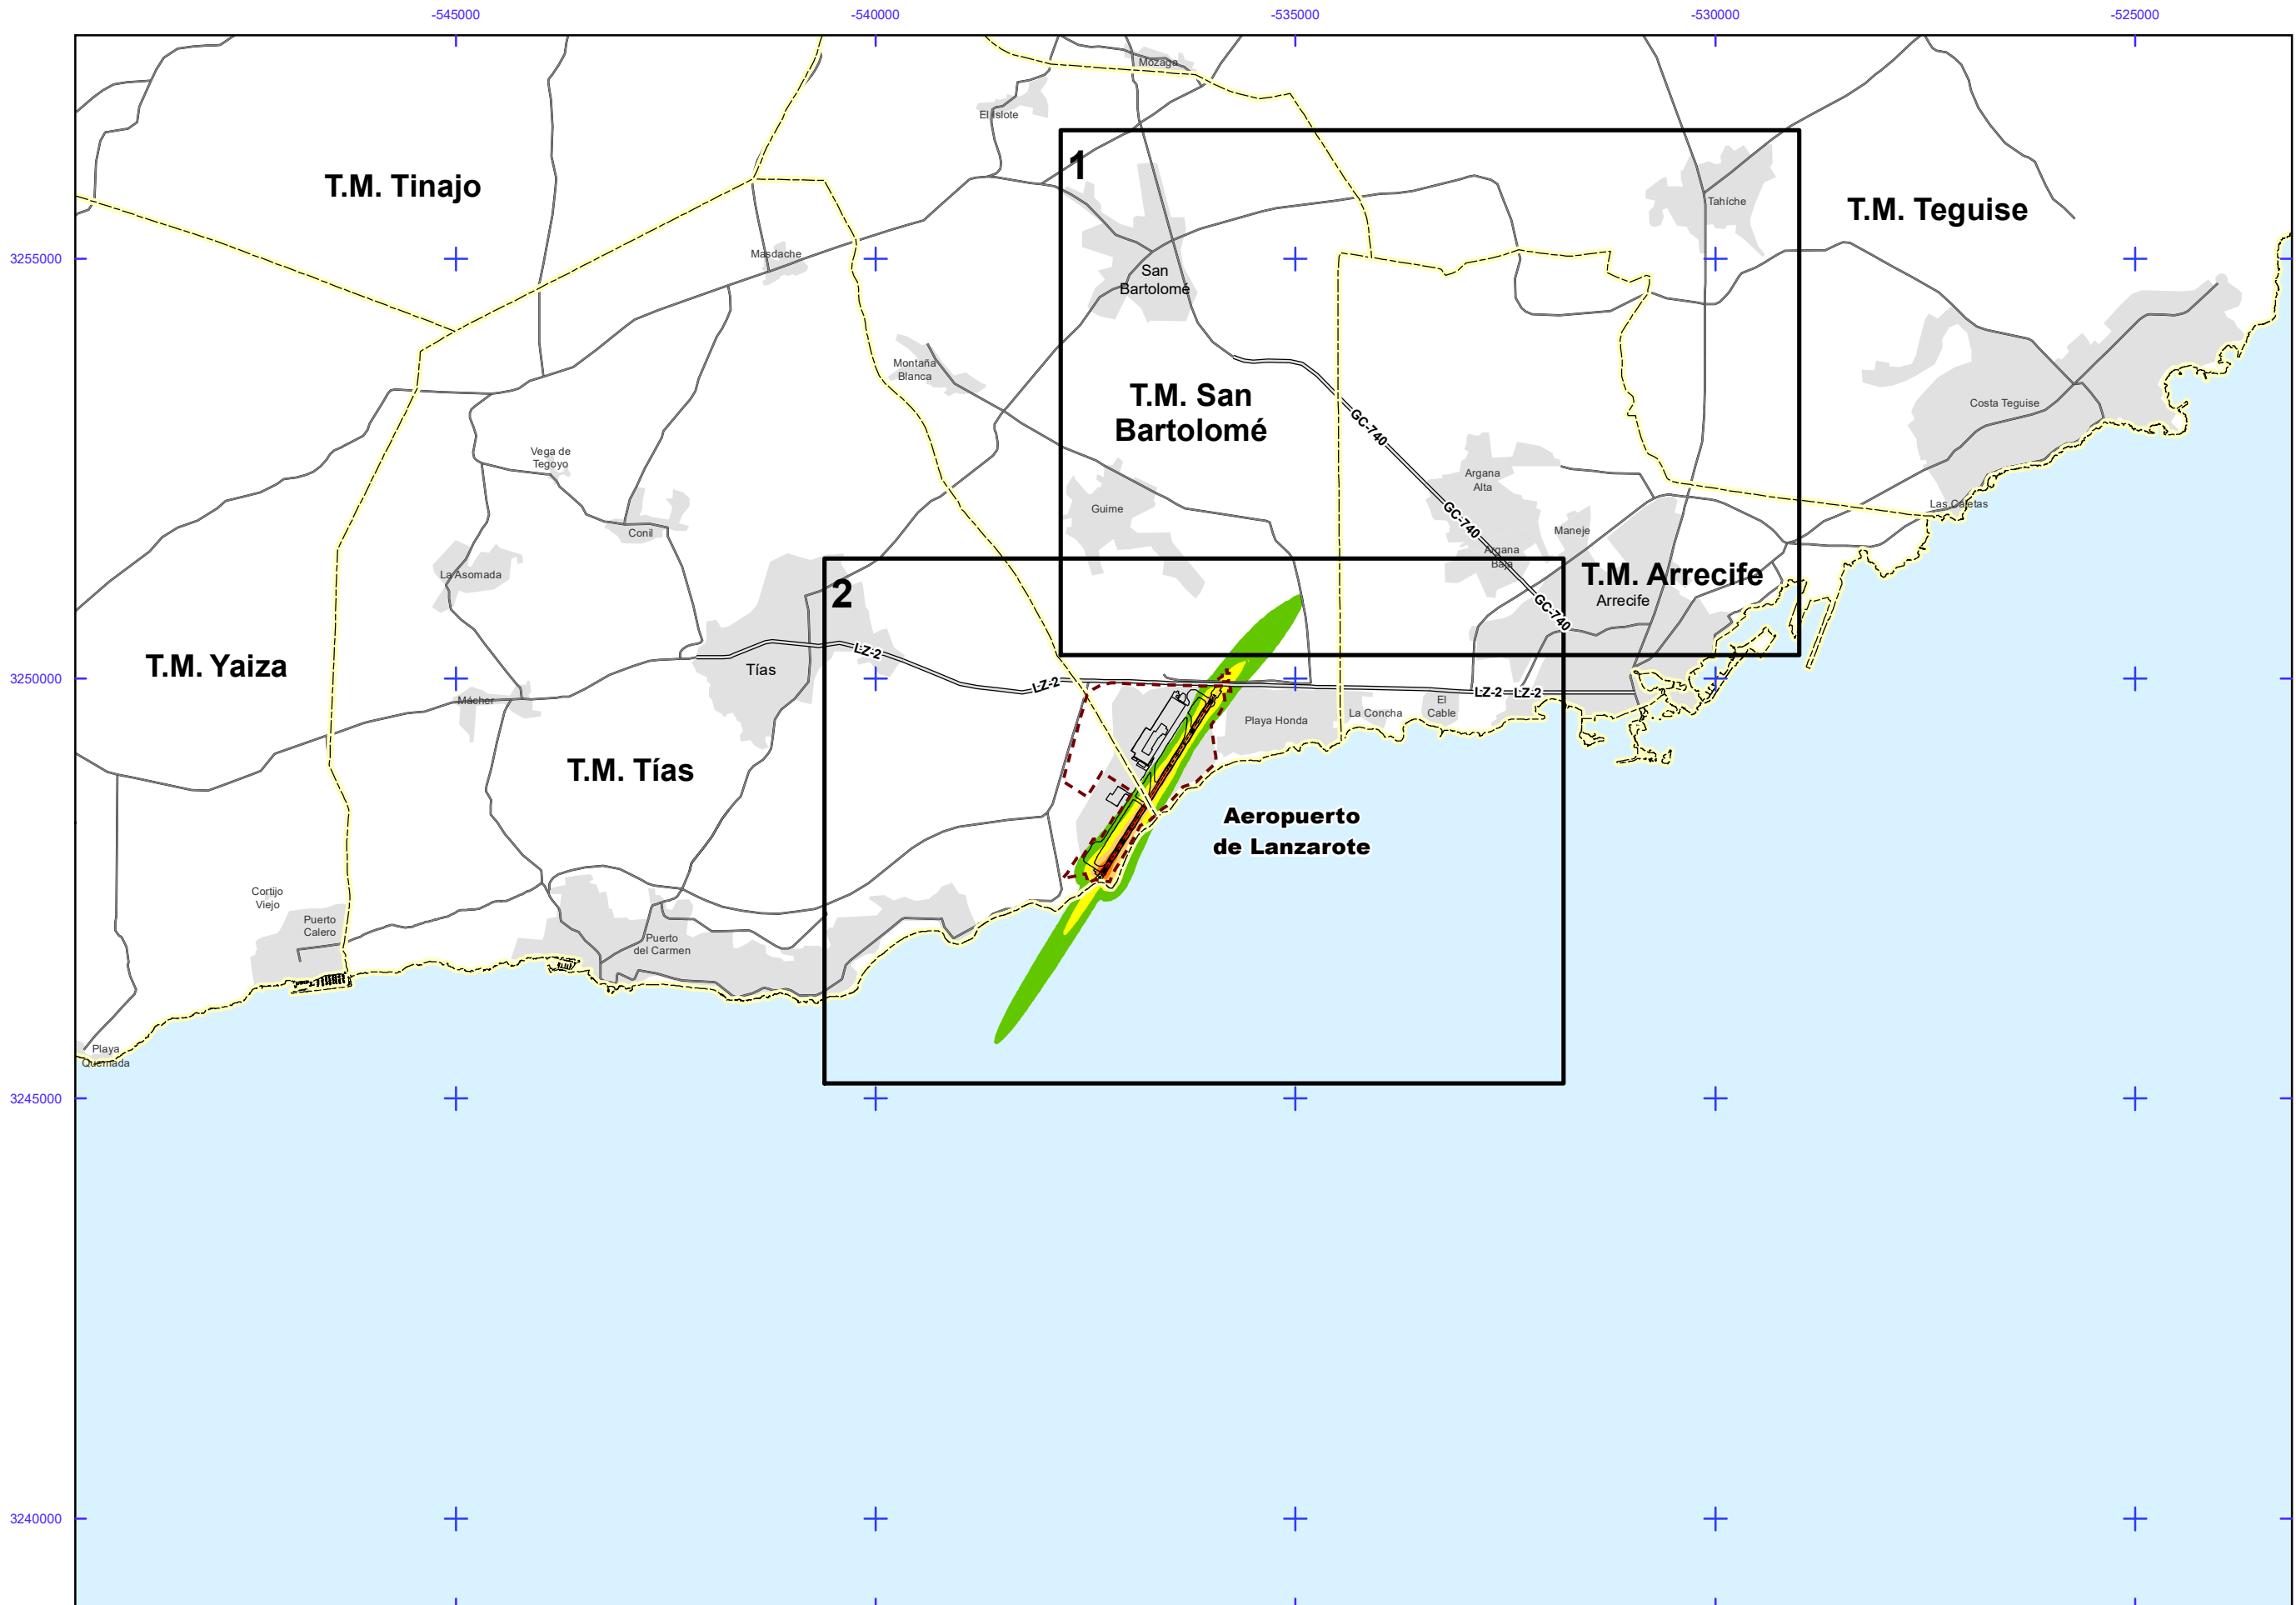 -545000
-540000
-535000
-530000
-525000
Mozaga
El Islote
1
T.M. Tinajo
Tahíche
T.M. Teguise
3255000
Masdache
San
Bartolomé
Montaña
Blanca
T.M. San
Bartolomé
GC-740
Costa Teguise
Vega de
Tegoyo
Argana
Alta
Conil
Guime
GC-740
Maneje
Las Caletas
Argana
Baja
La Asomada
2
T.M. Arrecife
Arrecife
GC-740
LZ-2
T.M. Yaiza
Tías
3250000
LZ-2
LZ-2
LZ-2
Mácher
Playa Honda
La Concha
El
Cable
T.M. Tías
Aeropuerto
de Lanzarote
Cortijo
Viejo
Puerto
Calero
Puerto
del Carmen
Playa
Quemada
3245000
3240000